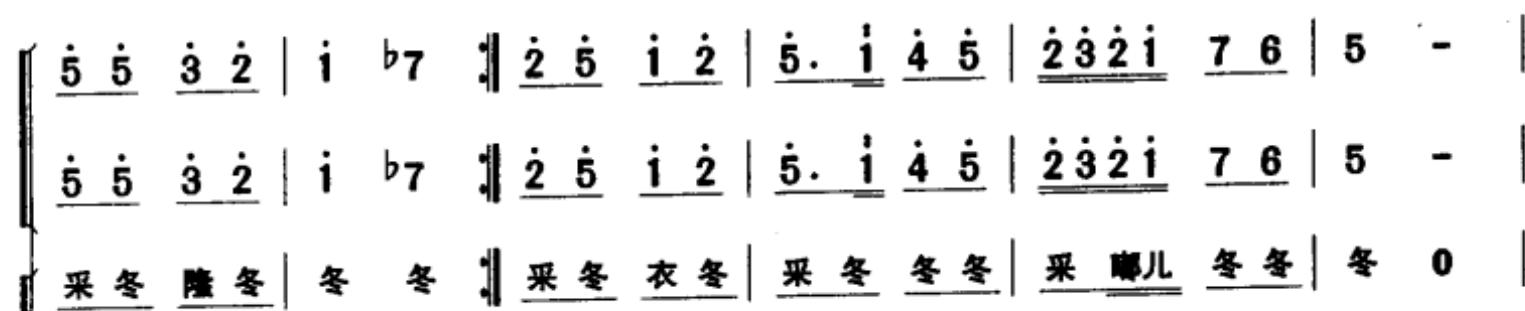 5̇ 5̇ 3̇ 2̇ | 1̇ ♭7 :‖ 2̇ 5̇ 1̇ 2̇ | 5̇. 1̈ 4̇ 5̇ | 2̇3̇2̇1̇ 7 6 | 5 - |
5̇ 5̇ 3̇ 2̇ | 1̇ ♭7 :‖ 2̇ 5̇ 1̇ 2̇ | 5̇. 1̈ 4̇ 5̇ | 2̇3̇2̇1̇ 7 6 | 5 - |
采 冬 隆 冬 | 冬 冬 :‖ 采 冬 衣 冬 | 采 冬 冬 冬 | 采 嘟儿 冬 冬 | 冬 0 |